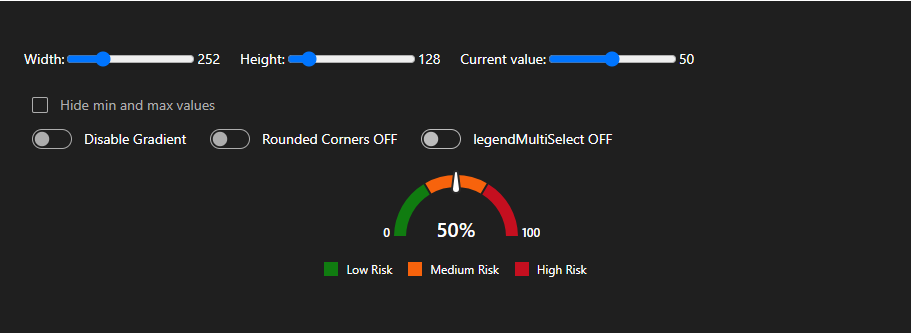 Width: 252 Height: 128 Current value: 50
Hide min and max values
Disable Gradient Rounded Corners OFF legendMultiSelect OFF
0 50% 100
Low Risk Medium Risk High Risk